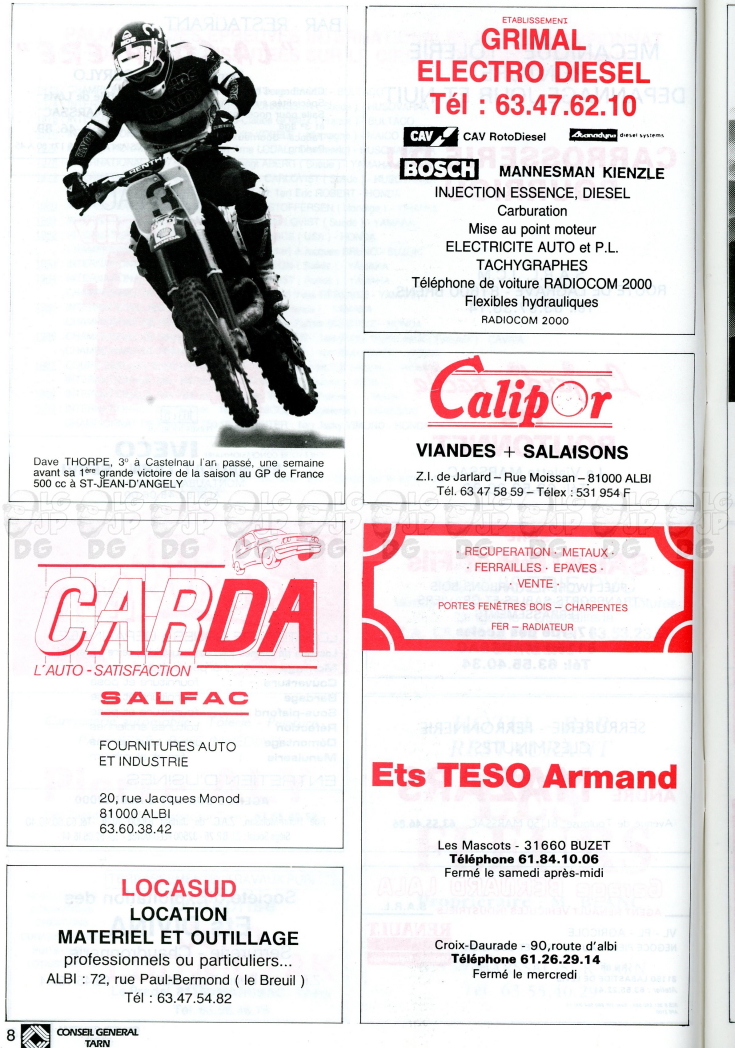 3
RENTHAL
Dave THORPE, 3º à Castelnau l'an passé, une semaine
avant sa 1ère grande victoire de la saison au GP de France
500 cc à ST-JEAN-D'ANGELY
CARDA
L'AUTO - SATISFACTION
SALFAC
FOURNITURES AUTO
ET INDUSTRIE
20, rue Jacques Monod
81000 ALBI
63.60.38.42
LOCASUD
LOCATION
MATERIEL ET OUTILLAGE
professionnels ou particuliers...
ALBI : 72, rue Paul-Bermond ( le Breuil )
Tél : 63.47.54.82
ETABLISSEMENT
GRIMAL
ELECTRO DIESEL
Tél : 63.47.62.10
CAV CAV RotoDiesel
diesel systems
BOSCH MANNESMAN KIENZLE
INJECTION ESSENCE, DIESEL
Carburation
Mise au point moteur
ELECTRICITE AUTO et P.L.
TACHYGRAPHES
Téléphone de voiture RADIOCOM 2000
Flexibles hydrauliques
RADIOCOM 2000
Calipor
VIANDES + SALAISONS
Z.I. de Jarlard – Rue Moissan – 81000 ALBI
Tél. 63 47 58 59 – Télex : 531 954 F
· RECUPERATION · METAUX ·
· FERRAILLES · EPAVES ·
· VENTE ·
PORTES FENÊTRES BOIS – CHARPENTES
FER – RADIATEUR
Ets TESO Armand
Les Mascots - 31660 BUZET
Téléphone 61.84.10.06
Fermé le samedi après-midi
Croix-Daurade - 90,route d'albi
Téléphone 61.26.29.14
Fermé le mercredi
8 CONSEIL GENERAL
TARN